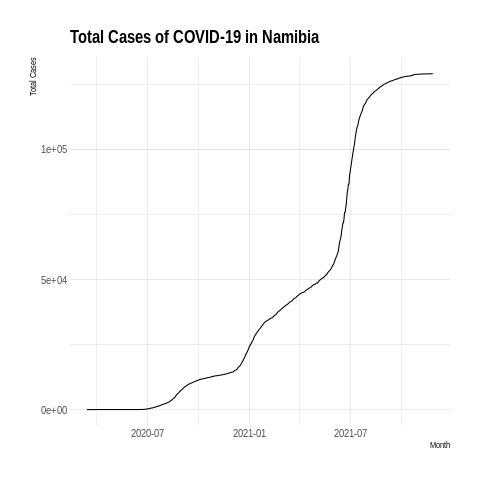 Total Cases of COVID-19 in Namibia
Total Cases
1e+05
5e+04
0e+00
2020-07 2021-01 2021-07
Month